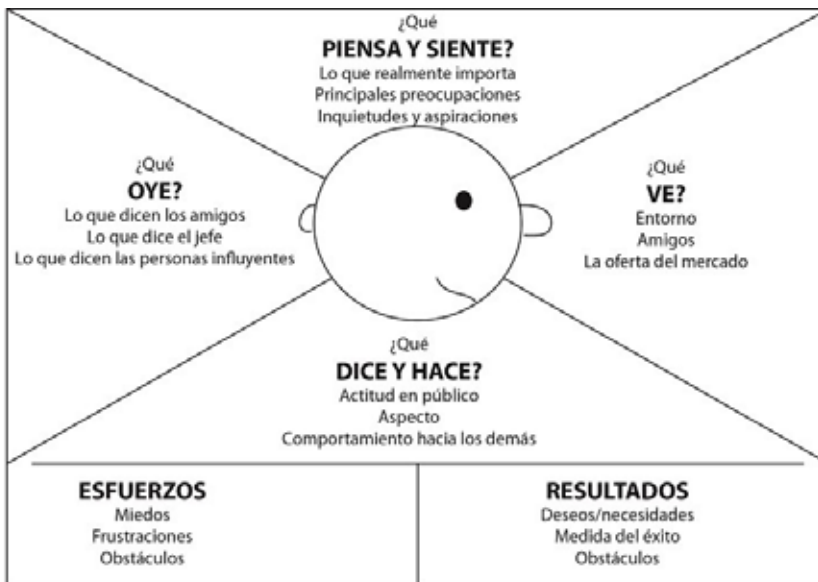 ¿Qué
PIENSA Y SIENTE?
Lo que realmente importa
Principales preocupaciones
Inquietudes y aspiraciones
¿Qué
OYE?
Lo que dicen los amigos
Lo que dice el jefe
Lo que dicen las personas influyentes
¿Qué
VE?
Entorno
Amigos
La oferta del mercado
¿Qué
DICE Y HACE?
Actitud en público
Aspecto
Comportamiento hacia los demás
ESFUERZOS
Miedos
Frustraciones
Obstáculos
RESULTADOS
Deseos/necesidades
Medida del éxito
Obstáculos